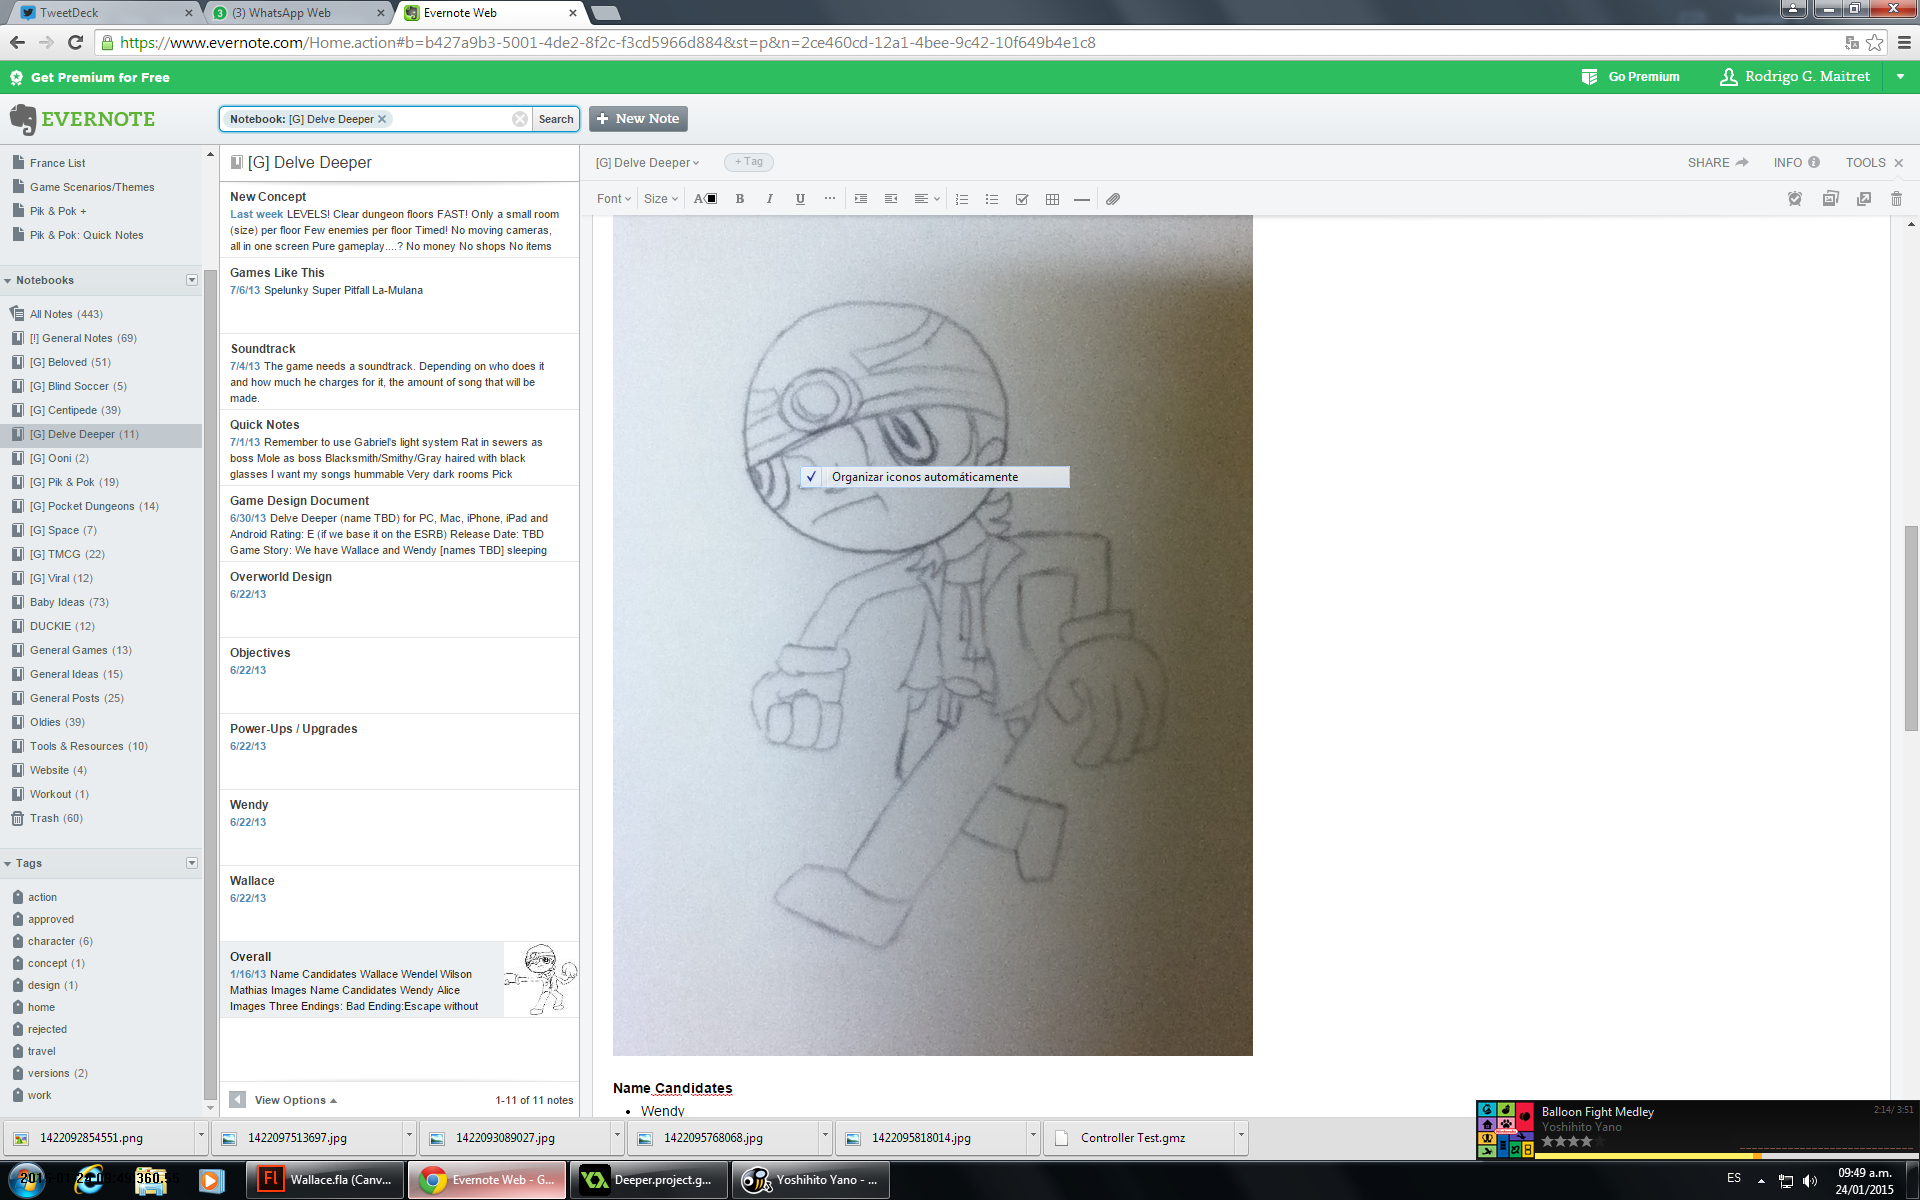 TweetDeck
(3) WhatsApp Web
Evernote Web
https://www.evernote.com/Home.action#b=b427a9b3-5001-4de2-8f2c-f3cd5966d884&st=p&n=2ce460cd-12a1-4bee-9c42-10f649b4e1c8
Get Premium for Free
Go Premium
Rodrigo G. Maitret
EVERNOTE
Notebook: [G] Delve Deeper
Search
+ New Note
France List
Game Scenarios/Themes
Pik & Pok +
Pik & Pok: Quick Notes
Notebooks
All Notes (443)
[!] General Notes (69)
[G] Beloved (51)
[G] Blind Soccer (5)
[G] Centipede (39)
[G] Delve Deeper (11)
[G] Ooni (2)
[G] Pik & Pok (19)
[G] Pocket Dungeons (14)
[G] Space (7)
[G] TMCG (22)
[G] Viral (12)
Baby Ideas (73)
DUCKIE (12)
General Games (13)
General Ideas (15)
General Posts (25)
Oldies (39)
Tools & Resources (10)
Website (4)
Workout (1)
Trash (60)
Tags
action
approved
character (6)
concept (1)
design (1)
home
rejected
travel
versions (2)
work
[G] Delve Deeper
New Concept
Last week LEVELS! Clear dungeon floors FAST! Only a small room
(size) per floor Few enemies per floor Timed! No moving cameras,
all in one screen Pure gameplay....? No money No shops No items
Games Like This
7/6/13 Spelunky Super Pitfall La-Mulana
Soundtrack
7/4/13 The game needs a soundtrack. Depending on who does it
and how much he charges for it, the amount of song that will be
made.
Quick Notes
7/1/13 Remember to use Gabriel's light system Rat in sewers as
boss Mole as boss Blacksmith/Smithy/Gray haired with black
glasses I want my songs hummable Very dark rooms Pick
Game Design Document
6/30/13 Delve Deeper (name TBD) for PC, Mac, iPhone, iPad and
Android Rating: E (if we base it on the ESRB) Release Date: TBD
Game Story: We have Wallace and Wendy [names TBD] sleeping
Overworld Design
6/22/13
Objectives
6/22/13
Power-Ups / Upgrades
6/22/13
Wendy
6/22/13
Wallace
6/22/13
Overall
1/16/13 Name Candidates Wallace Wendel Wilson
Mathias Images Name Candidates Wendy Alice
Images Three Endings: Bad Ending:Escape without
View Options
1-11 of 11 notes
[G] Delve Deeper
+ Tag
SHARE
INFO
TOOLS
Font
Size
A
B
I
U
Organizar iconos automáticamente
Name Candidates
• Wendy
Balloon Fight Medley
Yoshihito Yano
2:14/ 3:51
1422092854551.png
1422097513697.jpg
1422093089027.jpg
1422095768068.jpg
1422095818014.jpg
Controller Test.gmz
Fl
Wallace.fla (Canv...
Evernote Web - G...
Deeper.project.g...
Yoshihito Yano - ...
ES
09:49 a.m.
24/01/2015